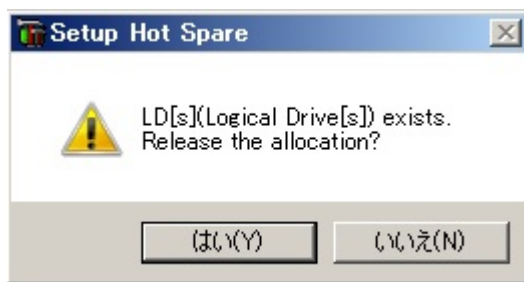 Setup Hot Spare
LD[s](Logical Drive[s]) exists.
Release the allocation?
はい(Y)
いいえ(N)